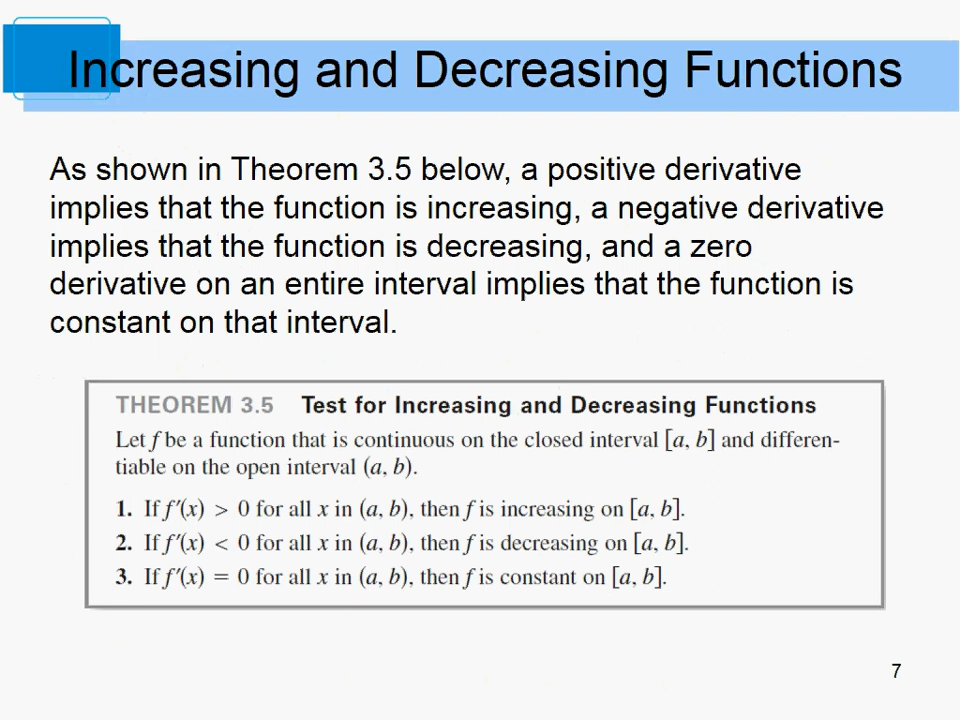 Increasing and Decreasing Functions
As shown in Theorem 3.5 below, a positive derivative
implies that the function is increasing, a negative derivative
implies that the function is decreasing, and a zero
derivative on an entire interval implies that the function is
constant on that interval.
THEOREM 3.5 Test for Increasing and Decreasing Functions
Let f be a function that is continuous on the closed interval [a, b] and differen-
tiable on the open interval (a, b).
1. If f′(x) > 0 for all x in (a, b), then f is increasing on [a, b].
2. If f′(x) < 0 for all x in (a, b), then f is decreasing on [a, b].
3. If f′(x) = 0 for all x in (a, b), then f is constant on [a, b].
7